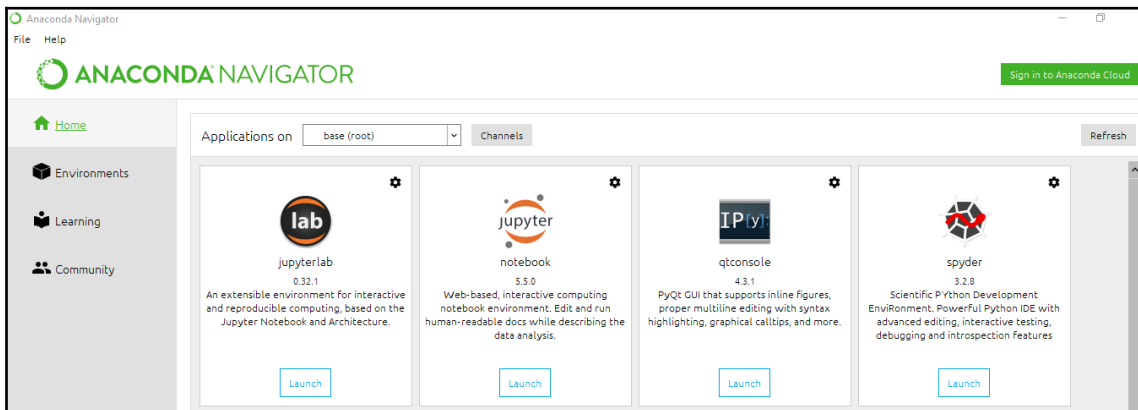 Anaconda Navigator
File Help
ANACONDA NAVIGATOR
Sign in to Anaconda Cloud
Home
Applications on base (root) Channels Refresh
Environments
Learning
Community
lab
jupyterlab
0.32.1
An extensible environment for interactive
and reproducible computing, based on the
Jupyter Notebook and Architecture.
Launch
jupyter
notebook
5.5.0
Web-based, interactive computing
notebook environment. Edit and run
human-readable docs while describing the
data analysis.
Launch
IP[y]:
qtconsole
4.3.1
PyQt GUI that supports inline figures,
proper multiline editing with syntax
highlighting, graphical calltips, and more.
Launch
spyder
3.2.8
Scientific PYthon Development
EnviRonment. Powerful Python IDE with
advanced editing, interactive testing,
debugging and introspection features
Launch